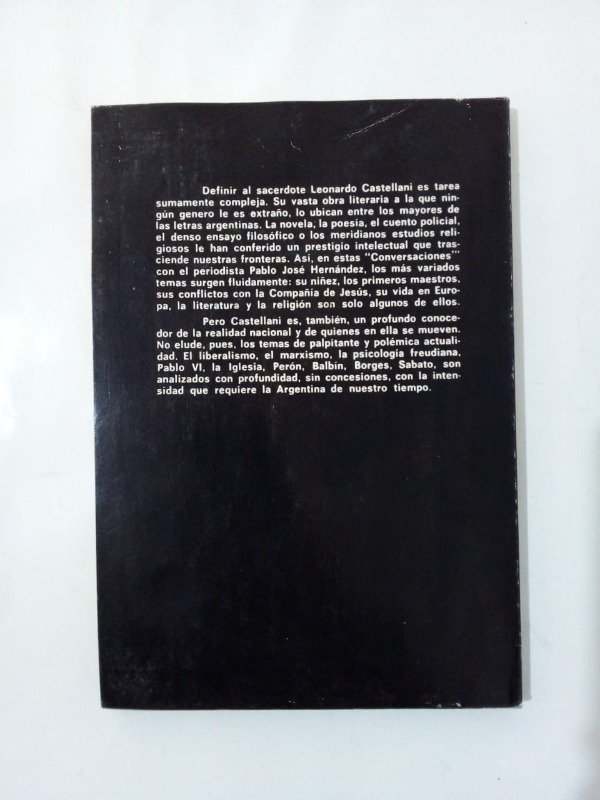 Definir al sacerdote Leonardo Castellani es tarea
sumamente compleja. Su vasta obra literaria a la que nin-
gún genero le es extraño, lo ubican entre los mayores de
las letras argentinas. La novela, la poesía, el cuento policial,
el denso ensayo filosófico o los meridianos estudios reli-
giosos le han conferido un prestigio intelectual que tras-
ciende nuestras fronteras. Así, en estas "Conversaciones"
con el periodista Pablo José Hernández, los más variados
temas surgen fluidamente: su niñez, los primeros maestros,
sus conflictos con la Compañía de Jesús, su vida en Euro-
pa, la literatura y la religión son solo algunos de ellos.
Pero Castellani es, también, un profundo conoce-
dor de la realidad nacional y de quienes en ella se mueven.
No elude, pues, los temas de palpitante y polémica actuali-
dad. El liberalismo, el marxismo, la psicología freudiana,
Pablo VI, la Iglesia, Perón, Balbín, Borges, Sabato, son
analizados con profundidad, sin concesiones, con la inten-
sidad que requiere la Argentina de nuestro tiempo.